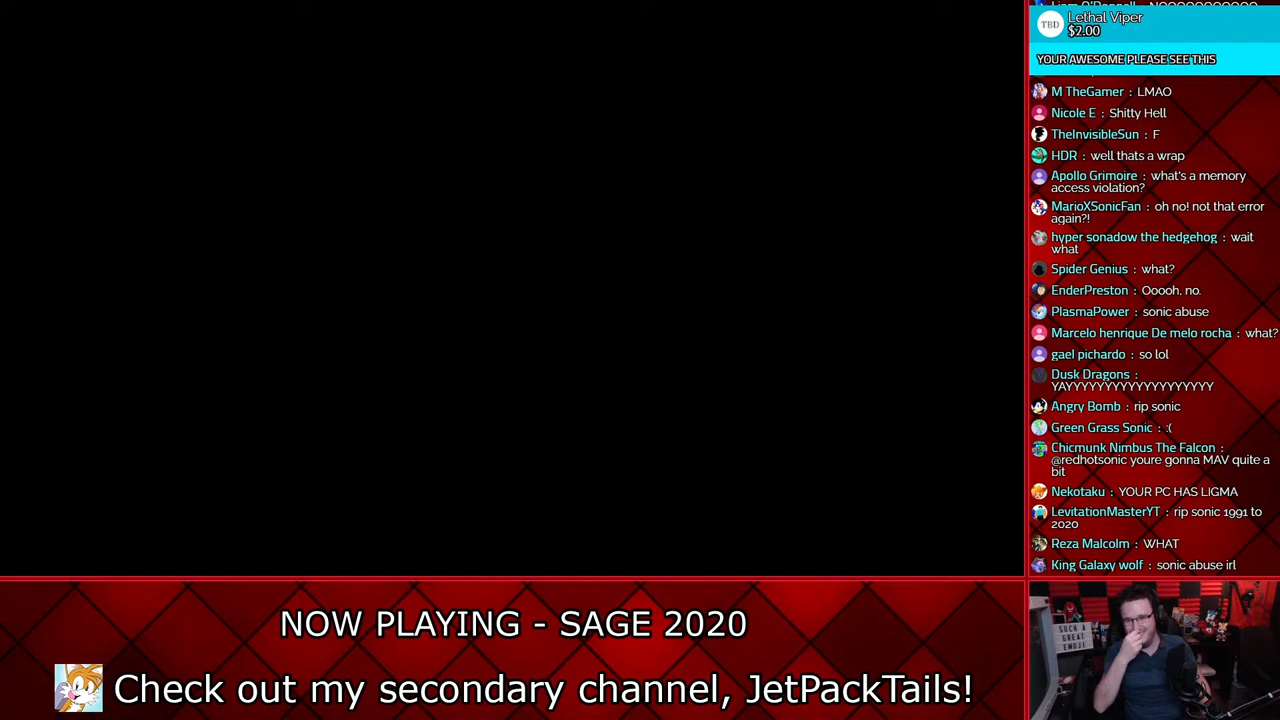 Lethal Viper
$2.00
TBD
YOUR AWESOME PLEASE SEE THIS
M TheGamer : LMAO
Nicole E : Shitty Hell
TheInvisibleSun : F
HDR : well thats a wrap
Apollo Grimoire : what's a memory
access violation?
MarioXSonicFan : oh no! not that error
again?!
hyper sonadow the hedgehog : wait
what
Spider Genius : what?
EnderPreston : Ooooh, no.
PlasmaPower : sonic abuse
Marcelo henrique De melo rocha : what?
gael pichardo : so lol
Dusk Dragons :
YAYYYYYYYYYYYYYYYYYYY
Angry Bomb : rip sonic
Green Grass Sonic : :(
Chicmunk Nimbus The Falcon :
@redhotsonic youre gonna MAV quite a
bit
Nekotaku : YOUR PC HAS LIGMA
LevitationMasterYT : rip sonic 1991 to
2020
Reza Malcolm : WHAT
King Galaxy wolf : sonic abuse irl
NOW PLAYING - SAGE 2020
Check out my secondary channel, JetPackTails!
SUCH A
GREAT
EMOJI